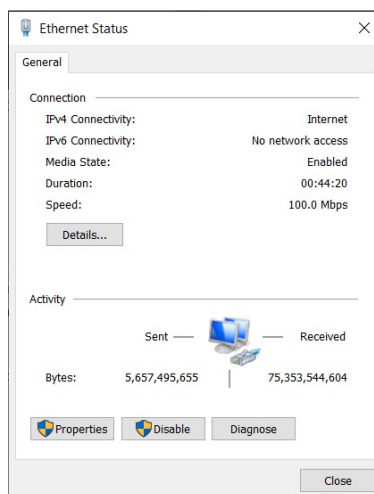 Ethernet Status
General
Connection
IPv4 Connectivity: Internet
IPv6 Connectivity: No network access
Media State: Enabled
Duration: 00:44:20
Speed: 100.0 Mbps
Details...
Activity
Sent Received
Bytes: 5,657,495,655 75,353,544,604
Properties Disable Diagnose
Close